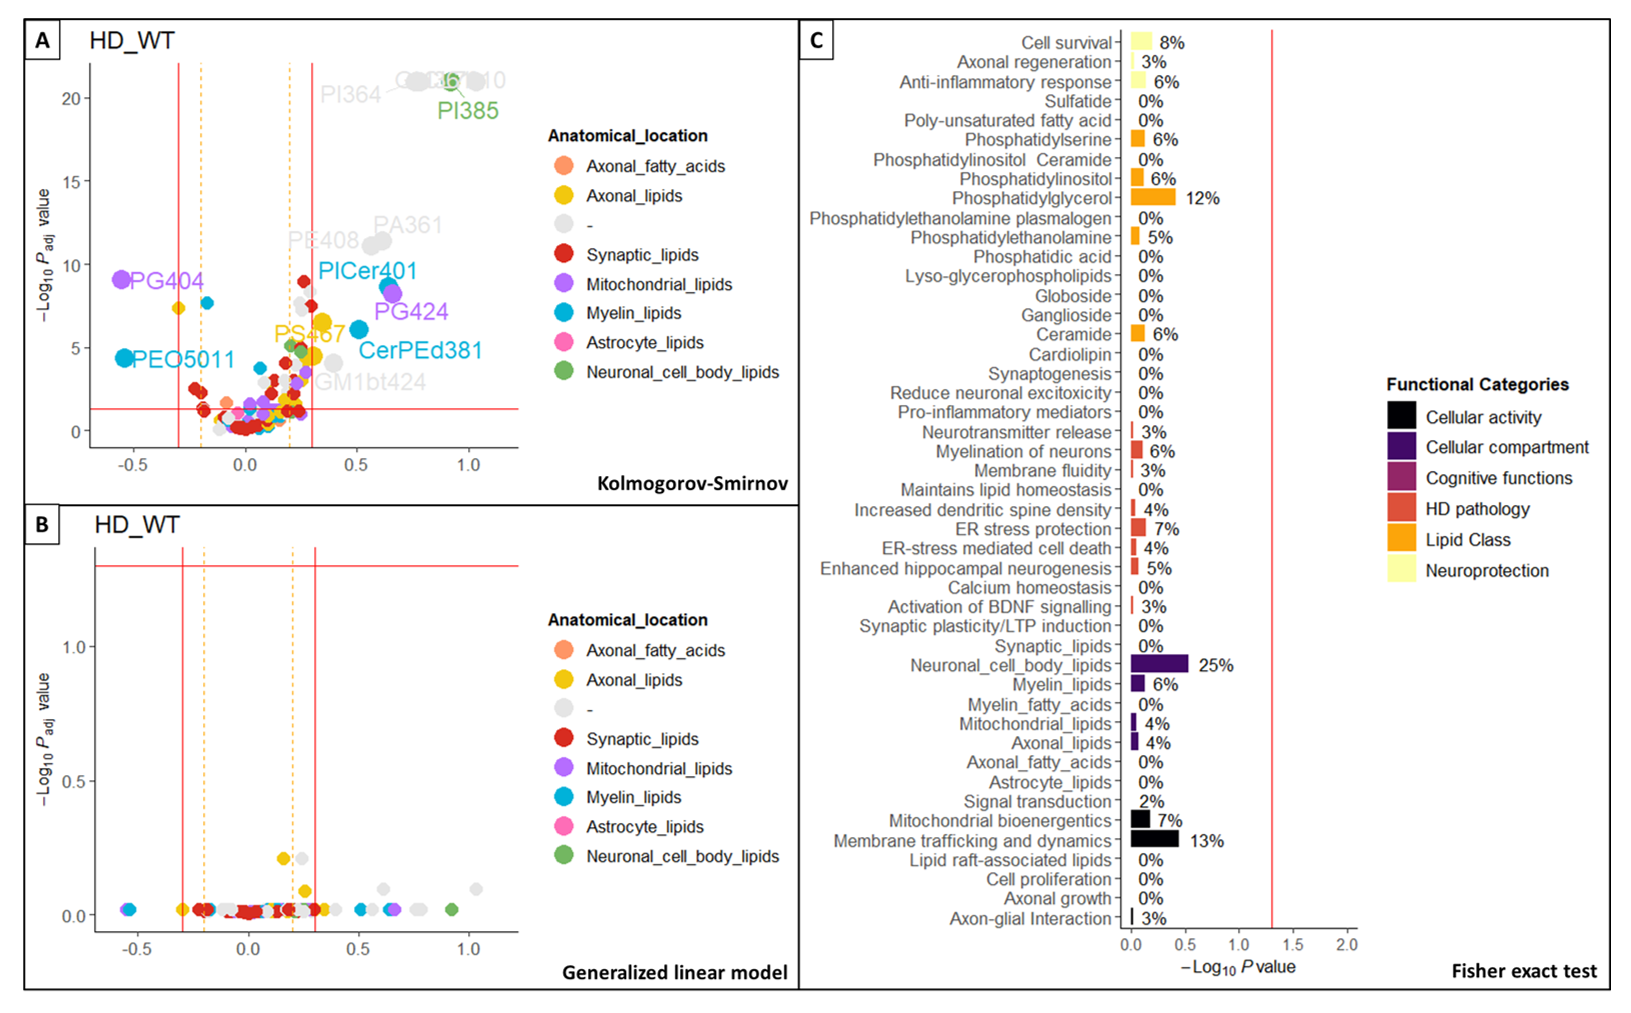 A
HD_WT
PI364
PI385
PA361
PE408
PICer401
PG404
PG424
PS467
CerPEd381
PEO5011
GM1bt424
20
15
10
5
0
−Log10 Padj value
-0.5
0.0
0.5
1.0
Kolmogorov-Smirnov
Anatomical_location
Axonal_fatty_acids
Axonal_lipids
-
Synaptic_lipids
Mitochondrial_lipids
Myelin_lipids
Astrocyte_lipids
Neuronal_cell_body_lipids
B
HD_WT
1.0
0.5
0.0
−Log10 Padj value
-0.5
0.0
0.5
1.0
Generalized linear model
Anatomical_location
Axonal_fatty_acids
Axonal_lipids
-
Synaptic_lipids
Mitochondrial_lipids
Myelin_lipids
Astrocyte_lipids
Neuronal_cell_body_lipids
C
Cell survival 8%
Axonal regeneration 3%
Anti-inflammatory response 6%
Sulfatide 0%
Poly-unsaturated fatty acid 0%
Phosphatidylserine 6%
Phosphatidylinositol Ceramide 0%
Phosphatidylinositol 6%
Phosphatidylglycerol 12%
Phosphatidylethanolamine plasmalogen 0%
Phosphatidylethanolamine 5%
Phosphatidic acid 0%
Lyso-glycerophospholipids 0%
Globoside 0%
Ganglioside 0%
Ceramide 6%
Cardiolipin 0%
Synaptogenesis 0%
Reduce neuronal excitoxicity 0%
Pro-inflammatory mediators 0%
Neurotransmitter release 3%
Myelination of neurons 6%
Membrane fluidity 3%
Maintains lipid homeostasis 0%
Increased dendritic spine density 4%
ER stress protection 7%
ER-stress mediated cell death 4%
Enhanced hippocampal neurogenesis 5%
Calcium homeostasis 0%
Activation of BDNF signalling 3%
Synaptic plasticity/LTP induction 0%
Synaptic_lipids 0%
Neuronal_cell_body_lipids 25%
Myelin_lipids 6%
Myelin_fatty_acids 0%
Mitochondrial_lipids 4%
Axonal_lipids 4%
Axonal_fatty_acids 0%
Astrocyte_lipids 0%
Signal transduction 2%
Mitochondrial bioenergentics 7%
Membrane trafficking and dynamics 13%
Lipid raft-associated lipids 0%
Cell proliferation 0%
Axonal growth 0%
Axon-glial Interaction 3%
0.0
0.5
1.0
1.5
2.0
−Log10 P value
Fisher exact test
Functional Categories
Cellular activity
Cellular compartment
Cognitive functions
HD pathology
Lipid Class
Neuroprotection